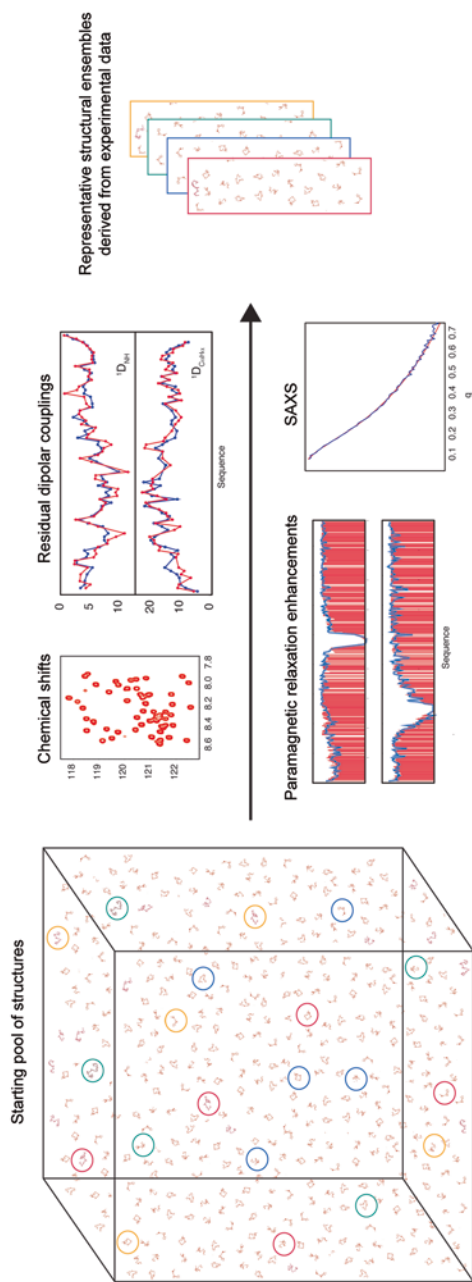 Starting pool of structures
Chemical shifts
118
119
120
121
122
8.6 8.4 8.2 8.0 7.8
Residual dipolar couplings
0
5
10
20
10
0
¹D_NH
¹D_CαHα
Sequence
Paramagnetic relaxation enhancements
Sequence
SAXS
0.1 0.2 0.3 0.4 0.5 0.6 0.7
q
Representative structural ensembles
derived from experimental data